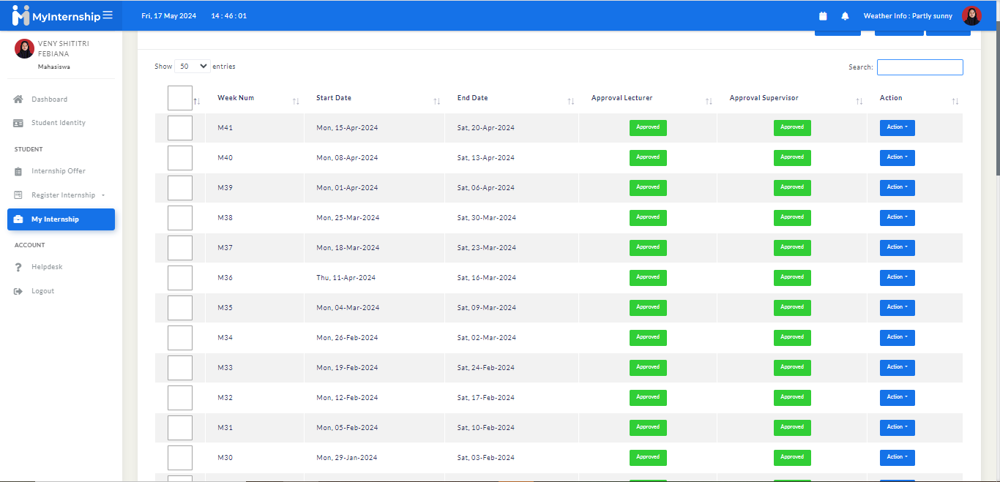 MyInternship Fri, 17 May 2024 14 : 46 : 01 Weather Info : Partly sunny
VENY SHITITRI
FEBIANA
Mahasiswa
Dashboard
Student Identity
STUDENT
Internship Offer
Register Internship
My Internship
ACCOUNT
Helpdesk
Logout
Show 50 entries Search:
Week Num Start Date End Date Approval Lecturer Approval Supervisor Action
M41 Mon, 15-Apr-2024 Sat, 20-Apr-2024 Approved Approved Action
M40 Mon, 08-Apr-2024 Sat, 13-Apr-2024 Approved Approved Action
M39 Mon, 01-Apr-2024 Sat, 06-Apr-2024 Approved Approved Action
M38 Mon, 25-Mar-2024 Sat, 30-Mar-2024 Approved Approved Action
M37 Mon, 18-Mar-2024 Sat, 23-Mar-2024 Approved Approved Action
M36 Thu, 11-Apr-2024 Sat, 16-Mar-2024 Approved Approved Action
M35 Mon, 04-Mar-2024 Sat, 09-Mar-2024 Approved Approved Action
M34 Mon, 26-Feb-2024 Sat, 02-Mar-2024 Approved Approved Action
M33 Mon, 19-Feb-2024 Sat, 24-Feb-2024 Approved Approved Action
M32 Mon, 12-Feb-2024 Sat, 17-Feb-2024 Approved Approved Action
M31 Mon, 05-Feb-2024 Sat, 10-Feb-2024 Approved Approved Action
M30 Mon, 29-Jan-2024 Sat, 03-Feb-2024 Approved Approved Action